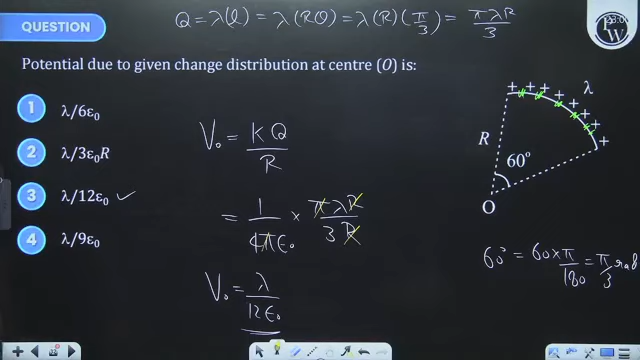 QUESTION
Q = λ(l) = λ(Rθ) = λ(R)(π/3) = πλR/3
PW
Potential due to given change distribution at centre (O) is:
1 λ/6ε₀
2 λ/3ε₀R
3 λ/12ε₀ ✓
4 λ/9ε₀
V₀ = KQ/R
= 1/4πε₀ × πλR/3R
V₀ = λ/12ε₀
+ + + + + + + + +
λ
R
60°
O
60° = 60 × π/180 = π/3 rad